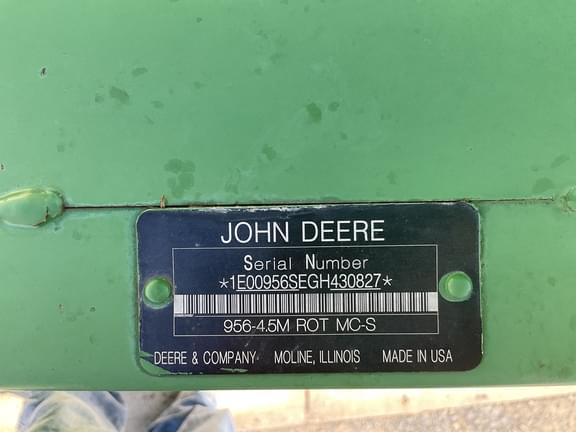 JOHN DEERE
Serial Number
*1E00956SEGH430827*
956-4.5M ROT MC-S
DEERE & COMPANY MOLINE, ILLINOIS MADE IN USA